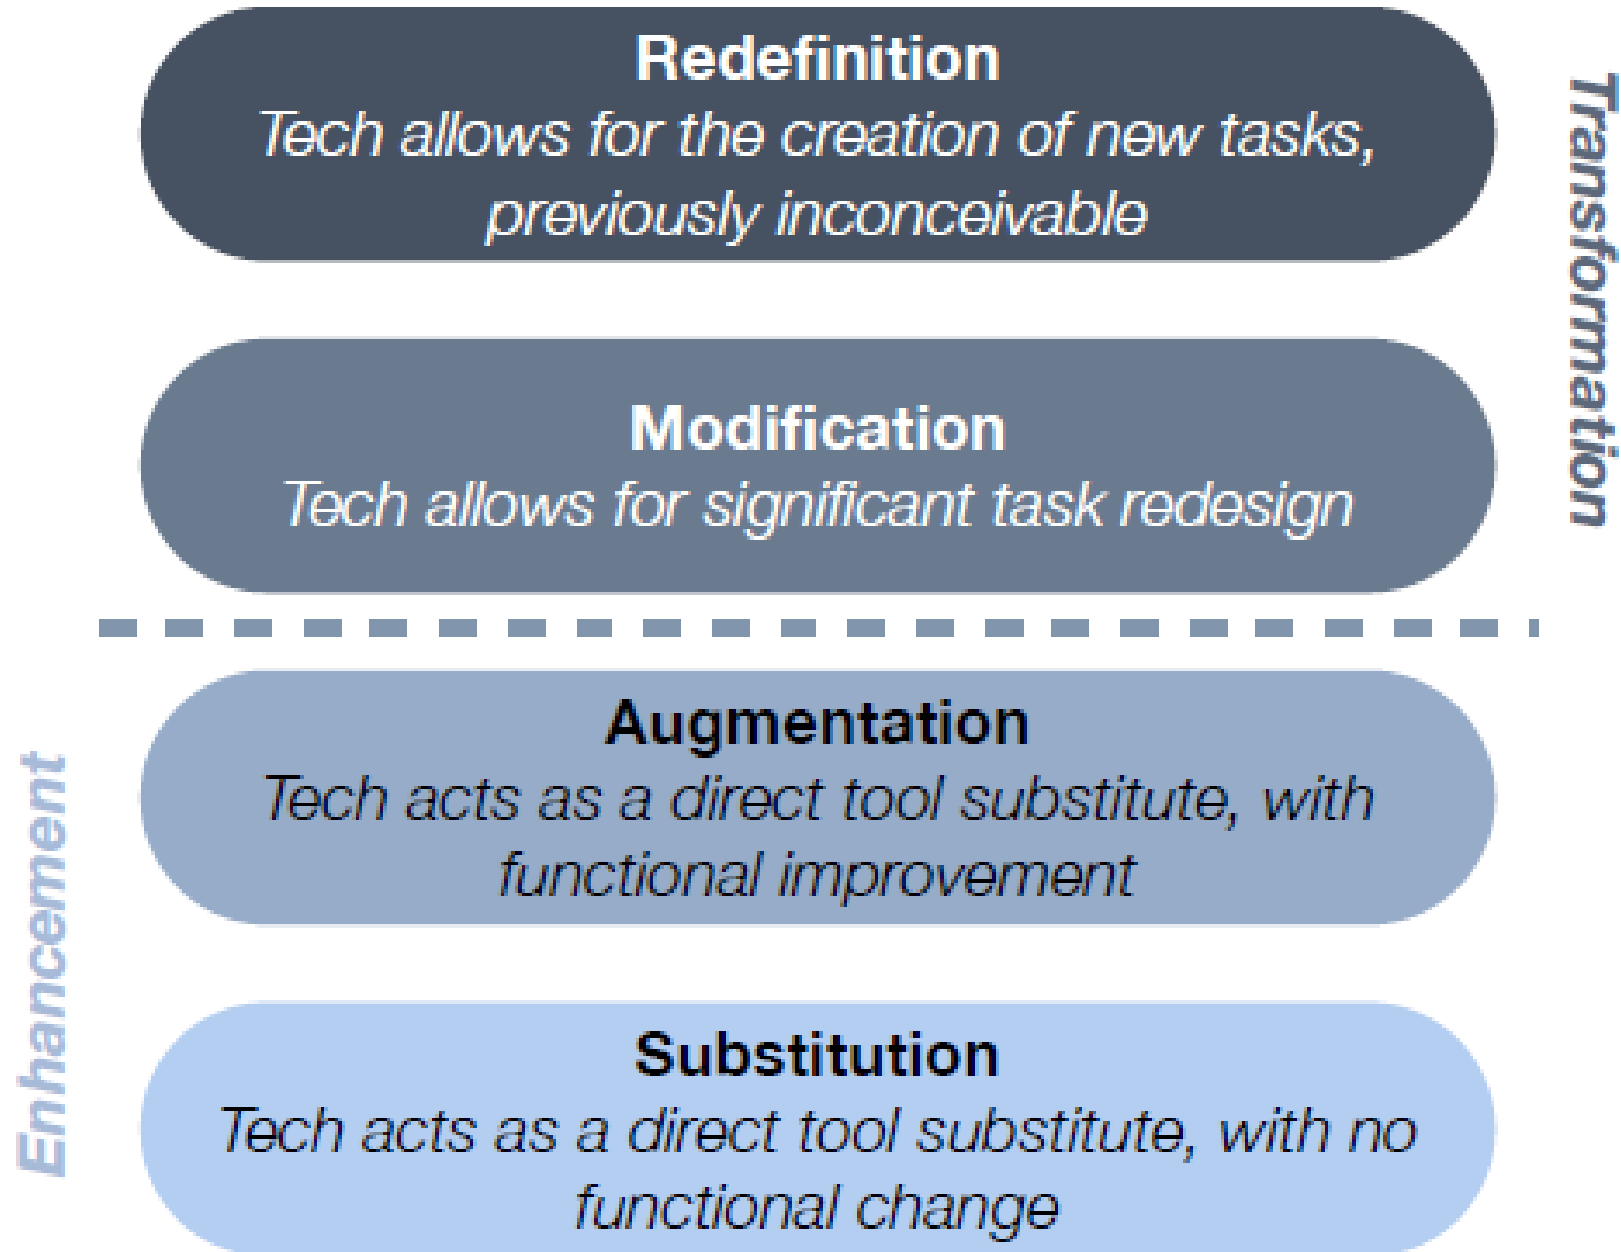 Redefinition
Tech allows for the creation of new tasks,
previously inconceivable
Transformation
Modification
Tech allows for significant task redesign
Augmentation
Tech acts as a direct tool substitute, with
functional improvement
Enhancement
Substitution
Tech acts as a direct tool substitute, with no
functional change